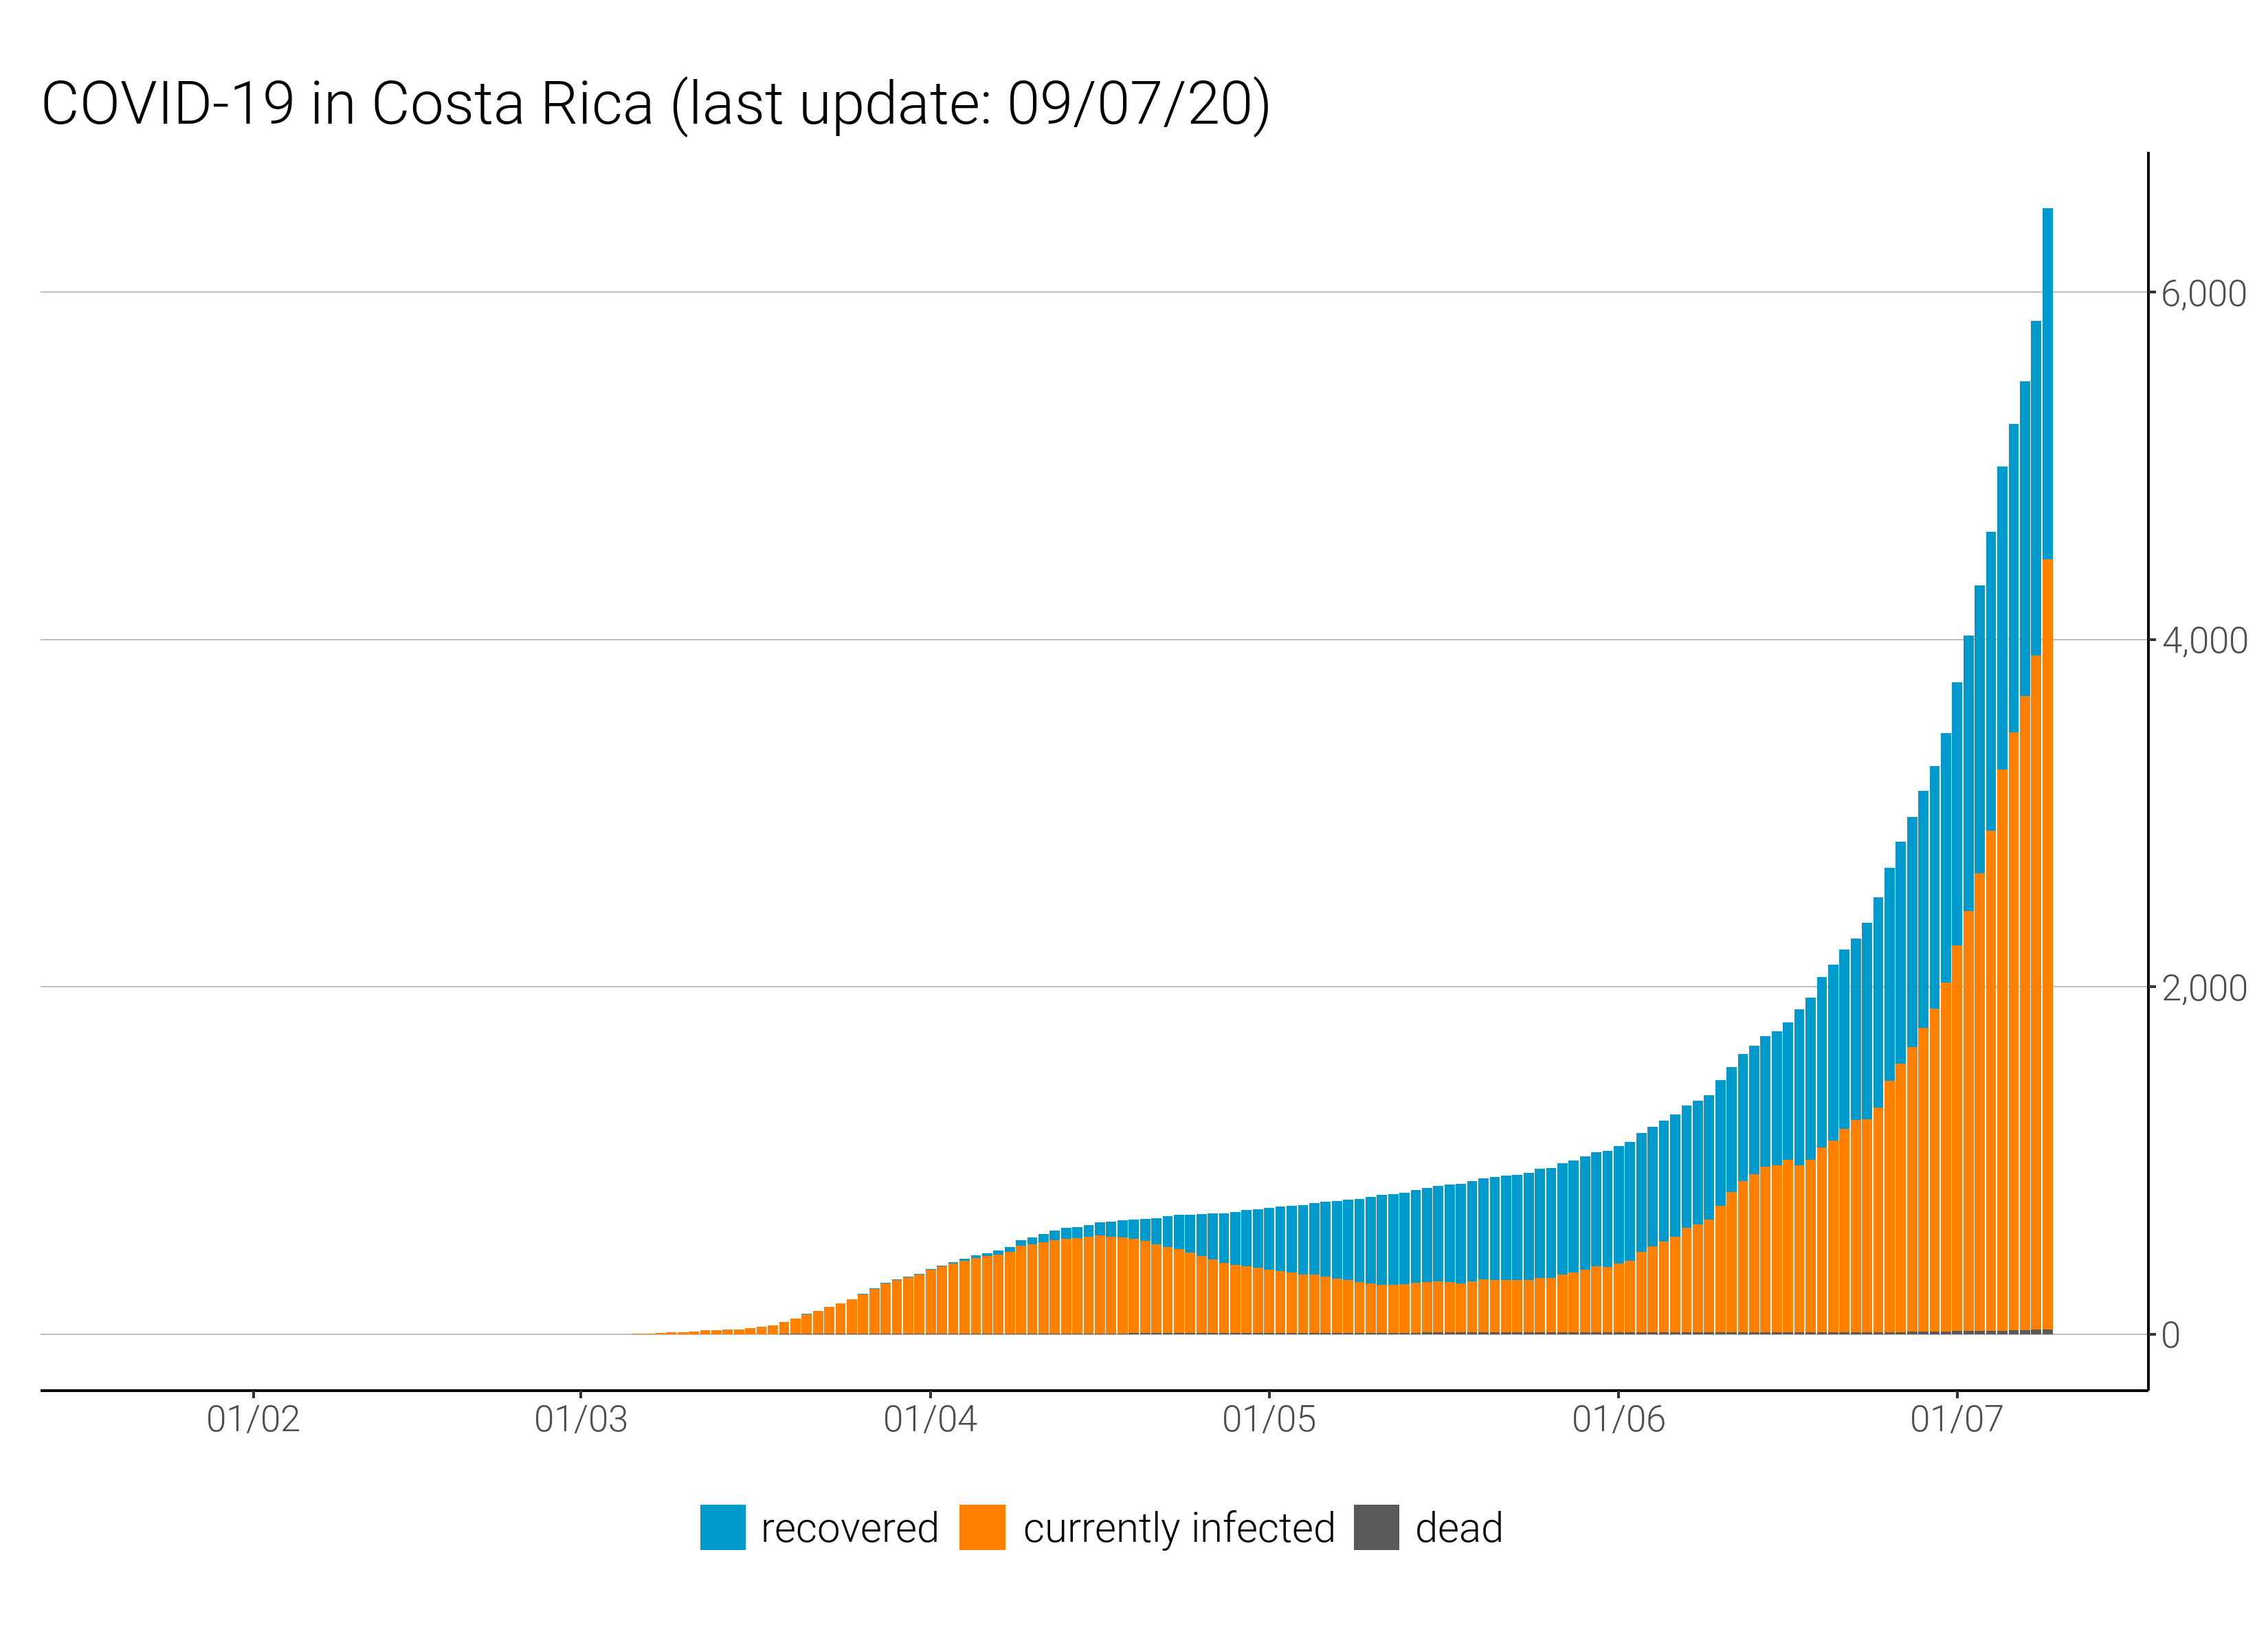 COVID-19 in Costa Rica (last update: 09/07/20)
6,000
4,000
2,000
0
01/02 01/03 01/04 01/05 01/06 01/07
recovered currently infected dead